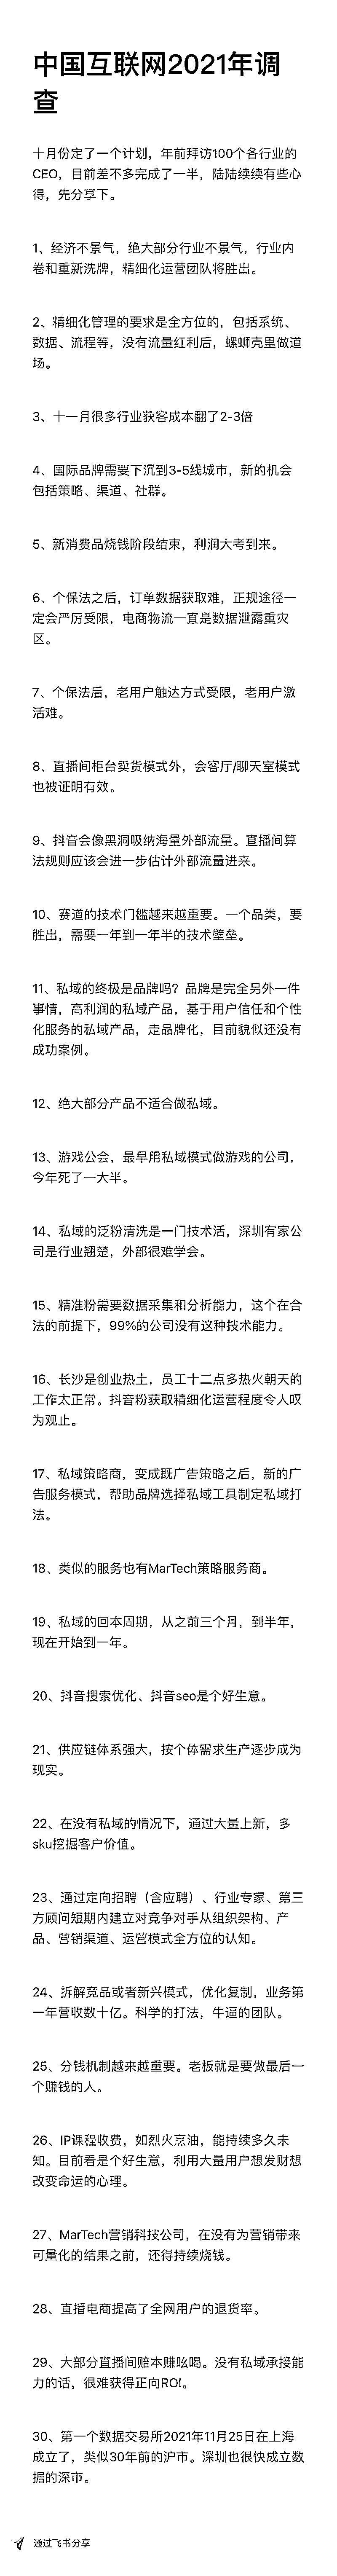 中国互联网2021年调
查
十月份定了一个计划，年前拜访100个各行业的
CEO，目前差不多完成了一半，陆陆续续有些心
得，先分享下。
1、经济不景气，绝大部分行业不景气，行业内
卷和重新洗牌，精细化运营团队将胜出。
2、精细化管理的要求是全方位的，包括系统、
数据、流程等，没有流量红利后，螺蛳壳里做道
场。
3、十一月很多行业获客成本翻了2-3倍
4、国际品牌需要下沉到3-5线城市，新的机会
包括策略、渠道、社群。
5、新消费品烧钱阶段结束，利润大考到来。
6、个保法之后，订单数据获取难，正规途径一
定会严厉受限，电商物流一直是数据泄露重灾
区。
7、个保法后，老用户触达方式受限，老用户激
活难。
8、直播间柜台卖货模式外，会客厅/聊天室模式
也被证明有效。
9、抖音会像黑洞吸纳海量外部流量。直播间算
法规则应该会进一步估计外部流量进来。
10、赛道的技术门槛越来越重要。一个品类，要
胜出，需要一年到一年半的技术壁垒。
11、私域的终极是品牌吗？品牌是完全另外一件
事情，高利润的私域产品，基于用户信任和个性
化服务的私域产品，走品牌化，目前貌似还没有
成功案例。
12、绝大部分产品不适合做私域。
13、游戏公会，最早用私域模式做游戏的公司，
今年死了一大半。
14、私域的泛粉清洗是一门技术活，深圳有家公
司是行业翘楚，外部很难学会。
15、精准粉需要数据采集和分析能力，这个在合
法的前提下，99%的公司没有这种技术能力。
16、长沙是创业热土，员工十二点多热火朝天的
工作太正常。抖音粉获取精细化运营程度令人叹
为观止。
17、私域策略商，变成既广告策略之后，新的广
告服务模式，帮助品牌选择私域工具制定私域打
法。
18、类似的服务也有MarTech策略服务商。
19、私域的回本周期，从之前三个月，到半年，
现在开始到一年。
20、抖音搜索优化、抖音seo是个好生意。
21、供应链体系强大，按个体需求生产逐步成为
现实。
22、在没有私域的情况下，通过大量上新，多
sku挖掘客户价值。
23、通过定向招聘（含应聘）、行业专家、第三
方顾问短期内建立对竞争对手从组织架构、产
品、营销渠道、运营模式全方位的认知。
24、拆解竞品或者新兴模式，优化复制，业务第
一年营收数十亿。科学的打法，牛逼的团队。
25、分钱机制越来越重要。老板就是要做最后一
个赚钱的人。
26、IP课程收费，如烈火烹油，能持续多久未
知。目前看是个好生意，利用大量用户想发财想
改变命运的心理。
27、MarTech营销科技公司，在没有为营销带来
可量化的结果之前，还得持续烧钱。
28、直播电商提高了全网用户的退货率。
29、大部分直播间赔本赚吆喝。没有私域承接能
力的话，很难获得正向ROI。
30、第一个数据交易所2021年11月25日在上海
成立了，类似30年前的沪市。深圳也很快成立数
据的深市。
通过飞书分享